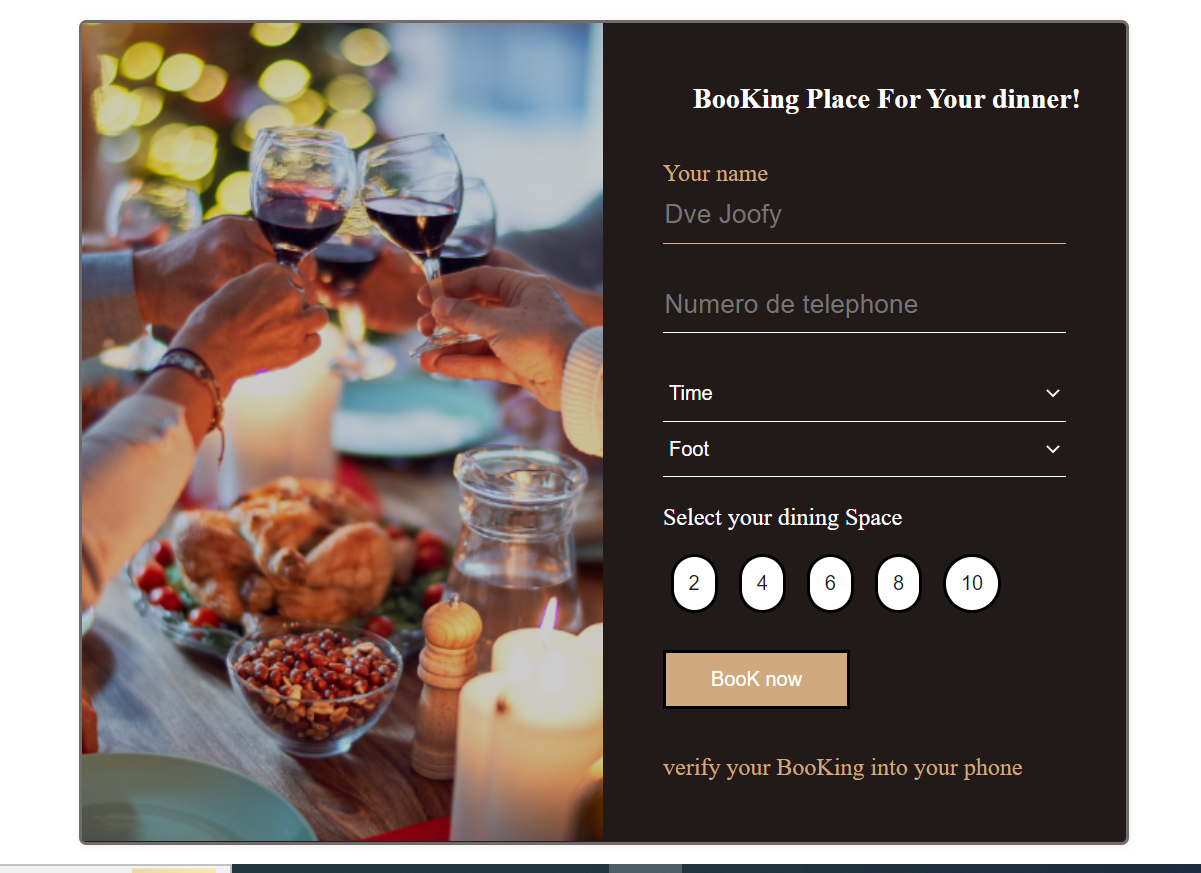 BooKing Place For Your dinner!
Your name
Dve Joofy
Numero de telephone
Time
Foot
Select your dining Space
2 4 6 8 10
BooK now
verify your BooKing into your phone